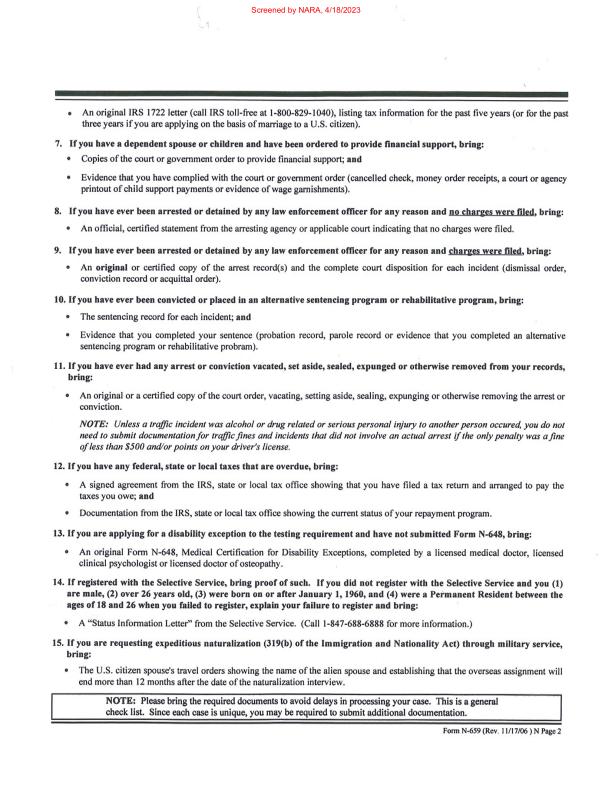 Screened by NARA, 4/18/2023
• An original IRS 1722 letter (call IRS toll-free at 1-800-829-1040), listing tax information for the past five years (or for the past
three years if you are applying on the basis of marriage to a U.S. citizen).
7. If you have a dependent spouse or children and have been ordered to provide financial support, bring:
• Copies of the court or government order to provide financial support; and
• Evidence that you have complied with the court or government order (cancelled check, money order receipts, a court or agency
printout of child support payments or evidence of wage garnishments).
8. If you have ever been arrested or detained by any law enforcement officer for any reason and no charges were filed, bring:
• An official, certified statement from the arresting agency or applicable court indicating that no charges were filed.
9. If you have ever been arrested or detained by any law enforcement officer for any reason and charges were filed, bring:
• An original or certified copy of the arrest record(s) and the complete court disposition for each incident (dismissal order,
conviction record or acquittal order).
10. If you have ever been convicted or placed in an alternative sentencing program or rehabilitative program, bring:
• The sentencing record for each incident; and
• Evidence that you completed your sentence (probation record, parole record or evidence that you completed an alternative
sentencing program or rehabilitative probram).
11. If you have ever had any arrest or conviction vacated, set aside, sealed, expunged or otherwise removed from your records,
bring:
• An original or a certified copy of the court order, vacating, setting aside, sealing, expunging or otherwise removing the arrest or
conviction.
NOTE: Unless a traffic incident was alcohol or drug related or serious personal injury to another person occured, you do not
need to submit documentation for traffic fines and incidents that did not involve an actual arrest if the only penalty was a fine
of less than $500 and/or points on your driver's license.
12. If you have any federal, state or local taxes that are overdue, bring:
• A signed agreement from the IRS, state or local tax office showing that you have filed a tax return and arranged to pay the
taxes you owe; and
• Documentation from the IRS, state or local tax office showing the current status of your repayment program.
13. If you are applying for a disability exception to the testing requirement and have not submitted Form N-648, bring:
• An original Form N-648, Medical Certification for Disability Exceptions, completed by a licensed medical doctor, licensed
clinical psychologist or licensed doctor of osteopathy.
14. If registered with the Selective Service, bring proof of such. If you did not register with the Selective Service and you (1)
are male, (2) over 26 years old, (3) were born on or after January 1, 1960, and (4) were a Permanent Resident between the
ages of 18 and 26 when you failed to register, explain your failure to register and bring:
• A "Status Information Letter" from the Selective Service. (Call 1-847-688-6888 for more information.)
15. If you are requesting expeditious naturalization (319(b) of the Immigration and Nationality Act) through military service,
bring:
• The U.S. citizen spouse's travel orders showing the name of the alien spouse and establishing that the overseas assignment will
end more than 12 months after the date of the naturalization interview.
NOTE: Please bring the required documents to avoid delays in processing your case. This is a general
check list. Since each case is unique, you may be required to submit additional documentation.
Form N-659 (Rev. 11/17/06 ) N Page 2